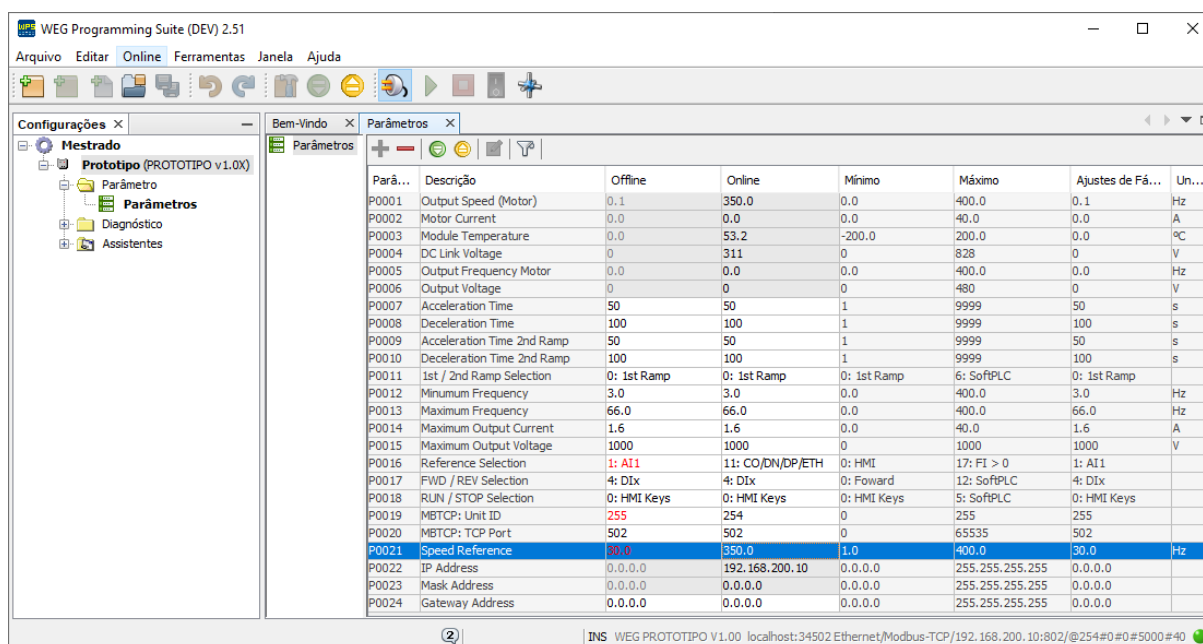 WEG Programming Suite (DEV) 2.51
Arquivo Editar Online Ferramentas Janela Ajuda
Configurações
Mestrado
Prototipo (PROTOTIPO v1.0X)
Parâmetro
Parâmetros
Diagnóstico
Assistentes
Bem-Vindo Parâmetros
Parâmetros
Parâ... Descrição Offline Online Mínimo Máximo Ajustes de Fá... Un...
P0001 Output Speed (Motor) 0.1 350.0 0.0 400.0 0.1 Hz
P0002 Motor Current 0.0 0.0 0.0 40.0 0.0 A
P0003 Module Temperature 0.0 53.2 -200.0 200.0 0.0 ºC
P0004 DC Link Voltage 0 311 0 828 0 V
P0005 Output Frequency Motor 0.0 0.0 0.0 400.0 0.0 Hz
P0006 Output Voltage 0 0 0 480 0 V
P0007 Acceleration Time 50 50 1 9999 50 s
P0008 Deceleration Time 100 100 1 9999 100 s
P0009 Acceleration Time 2nd Ramp 50 50 1 9999 50 s
P0010 Deceleration Time 2nd Ramp 100 100 1 9999 100 s
P0011 1st / 2nd Ramp Selection 0: 1st Ramp 0: 1st Ramp 0: 1st Ramp 6: SoftPLC 0: 1st Ramp
P0012 Minumum Frequency 3.0 3.0 0.0 400.0 3.0 Hz
P0013 Maximum Frequency 66.0 66.0 0.0 400.0 66.0 Hz
P0014 Maximum Output Current 1.6 1.6 0.0 40.0 1.6 A
P0015 Maximum Output Voltage 1000 1000 0 1000 1000 V
P0016 Reference Selection 1: AI1 11: CO/DN/DP/ETH 0: HMI 17: FI > 0 1: AI1
P0017 FWD / REV Selection 4: DIx 4: DIx 0: Foward 12: SoftPLC 4: DIx
P0018 RUN / STOP Selection 0: HMI Keys 0: HMI Keys 0: HMI Keys 5: SoftPLC 0: HMI Keys
P0019 MBTCP: Unit ID 255 254 0 255 255
P0020 MBTCP: TCP Port 502 502 0 65535 502
P0021 Speed Reference 30.0 350.0 1.0 400.0 30.0 Hz
P0022 IP Address 0.0.0.0 192.168.200.10 0.0.0.0 255.255.255.255 0.0.0.0
P0023 Mask Address 0.0.0.0 0.0.0.0 0.0.0.0 255.255.255.255 0.0.0.0
P0024 Gateway Address 0.0.0.0 0.0.0.0 0.0.0.0 255.255.255.255 0.0.0.0
2 INS WEG PROTOTIPO V1.00 localhost:34502 Ethernet/Modbus-TCP/192.168.200.10:802/@254#0#0#5000#40